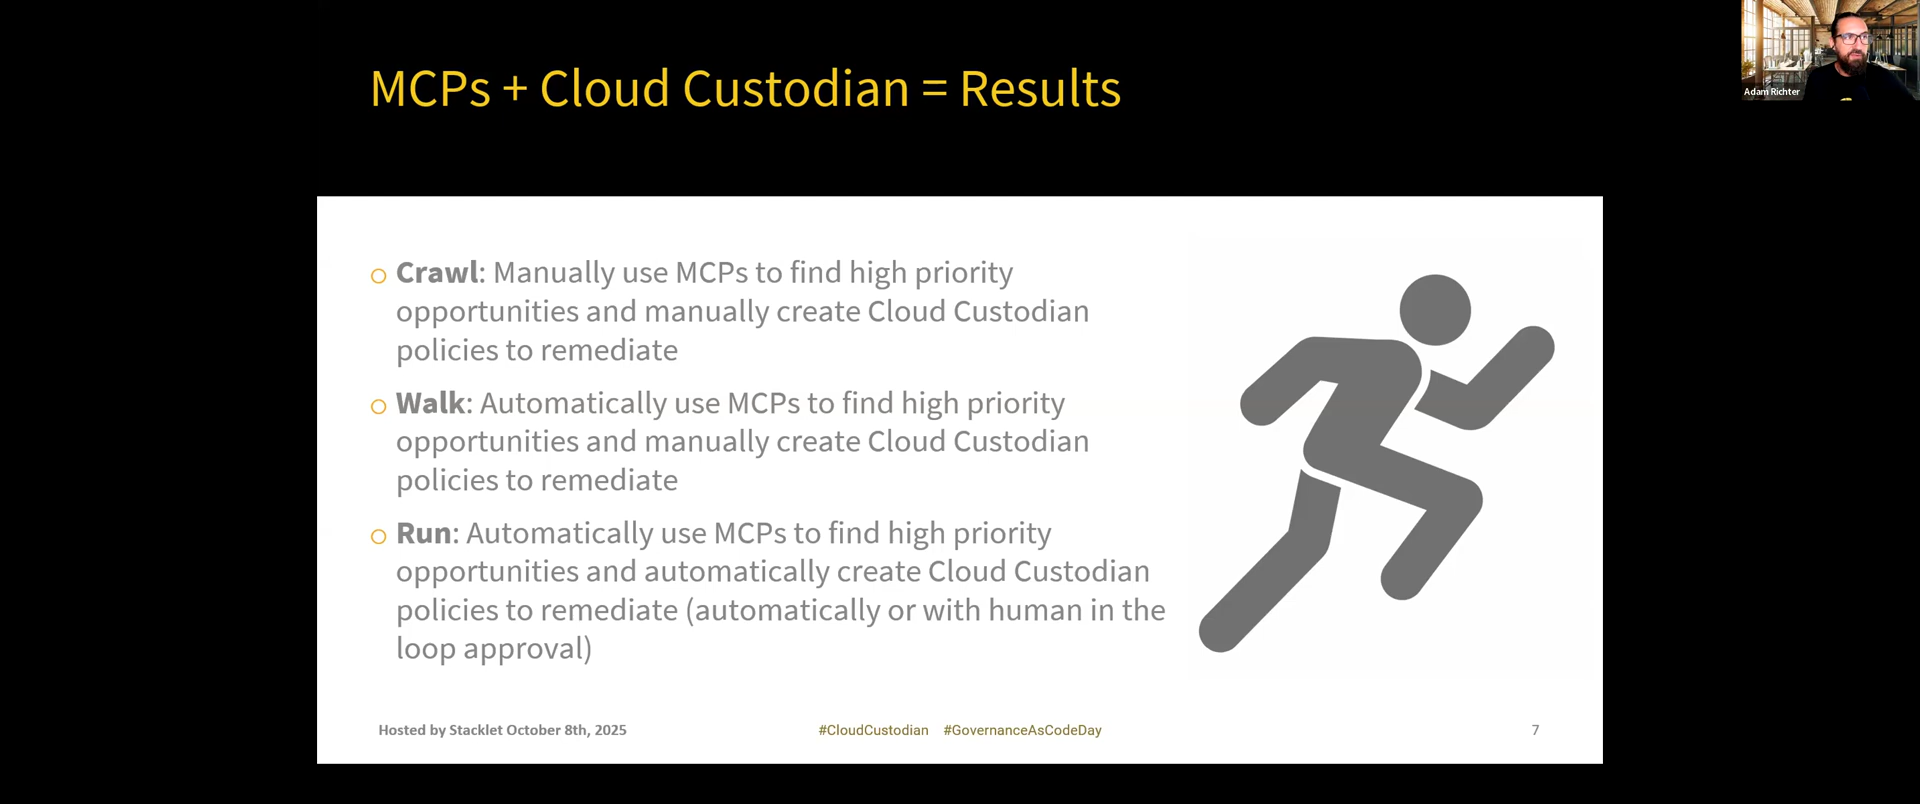 MCPs + Cloud Custodian = Results
Adam Richter
Crawl: Manually use MCPs to find high priority
opportunities and manually create Cloud Custodian
policies to remediate
Walk: Automatically use MCPs to find high priority
opportunities and manually create Cloud Custodian
policies to remediate
Run: Automatically use MCPs to find high priority
opportunities and automatically create Cloud Custodian
policies to remediate (automatically or with human in the
loop approval)
Hosted by Stacklet October 8th, 2025
#CloudCustodian #GovernanceAsCodeDay
7